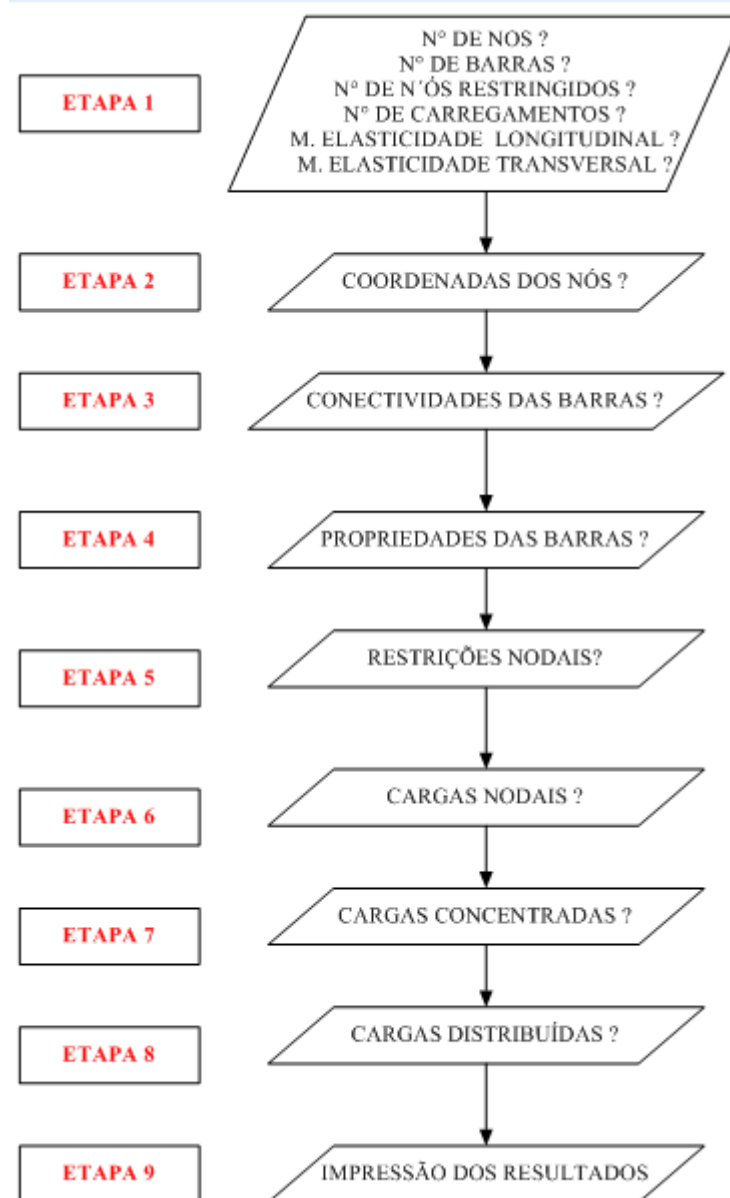 N° DE NOS ?
N° DE BARRAS ?
N° DE N´ÓS RESTRINGIDOS ?
N° DE CARREGAMENTOS ?
M. ELASTICIDADE LONGITUDINAL ?
M. ELASTICIDADE TRANSVERSAL ?
ETAPA 1
ETAPA 2
COORDENADAS DOS NÓS ?
ETAPA 3
CONECTIVIDADES DAS BARRAS ?
ETAPA 4
PROPRIEDADES DAS BARRAS ?
ETAPA 5
RESTRIÇÕES NODAIS?
ETAPA 6
CARGAS NODAIS ?
ETAPA 7
CARGAS CONCENTRADAS ?
ETAPA 8
CARGAS DISTRIBUÍDAS ?
ETAPA 9
IMPRESSÃO DOS RESULTADOS